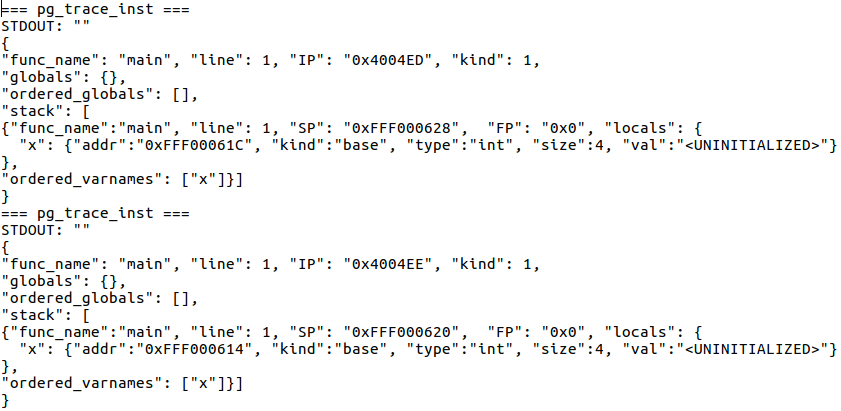 === pg_trace_inst ===
STDOUT: ""
{
"func_name": "main", "line": 1, "IP": "0x4004ED", "kind": 1,
"globals": {},
"ordered_globals": [],
"stack": [
{"func_name":"main", "line": 1, "SP": "0xFFF000628",  "FP": "0x0", "locals": {
  "x": {"addr":"0xFFF00061C", "kind":"base", "type":"int", "size":4, "val":"<UNINITIALIZED>"}
},
"ordered_varnames": ["x"]}]
}
=== pg_trace_inst ===
STDOUT: ""
{
"func_name": "main", "line": 1, "IP": "0x4004EE", "kind": 1,
"globals": {},
"ordered_globals": [],
"stack": [
{"func_name":"main", "line": 1, "SP": "0xFFF000620",  "FP": "0x0", "locals": {
  "x": {"addr":"0xFFF000614", "kind":"base", "type":"int", "size":4, "val":"<UNINITIALIZED>"}
},
"ordered_varnames": ["x"]}]
}